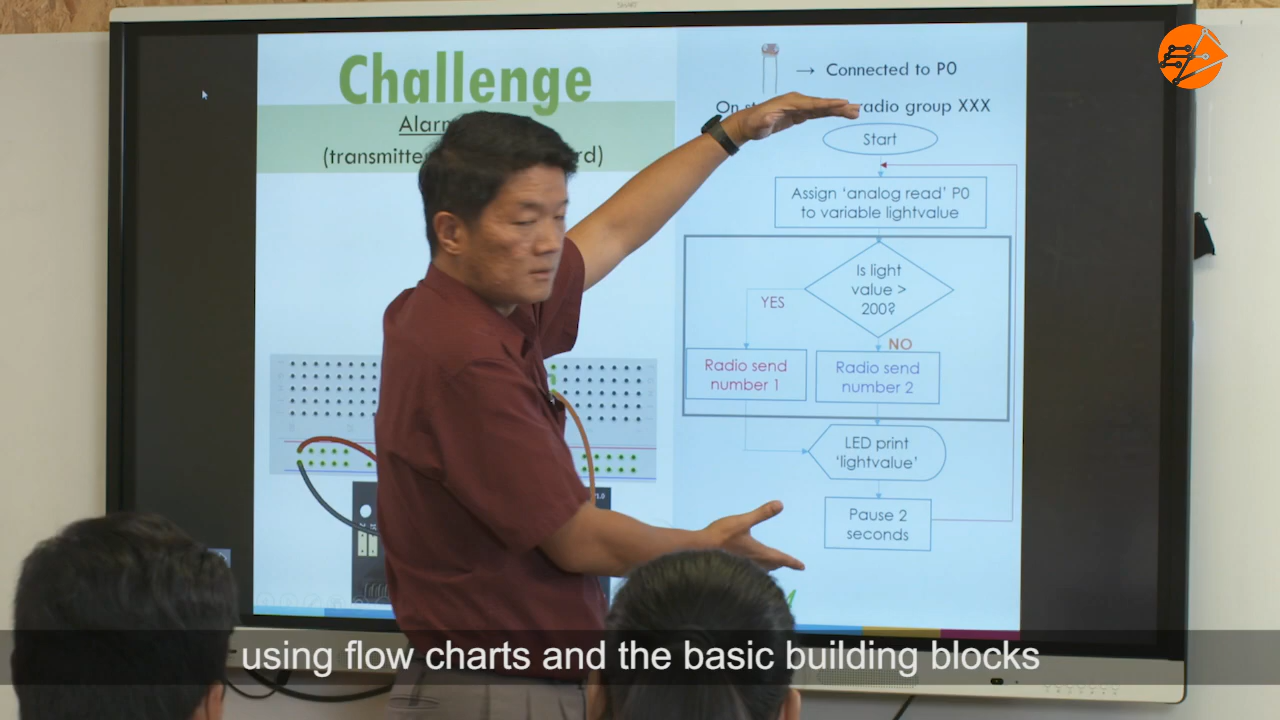 SMART
Challenge
(transmitte
→ Connected to P0
radio group XXX
Start
Assign 'analog read' P0
to variable lightvalue
Is light
value >
200?
YES
NO
Radio send
number 1
Radio send
number 2
LED print
'lightvalue'
Pause 2
seconds
using flow charts and the basic building blocks